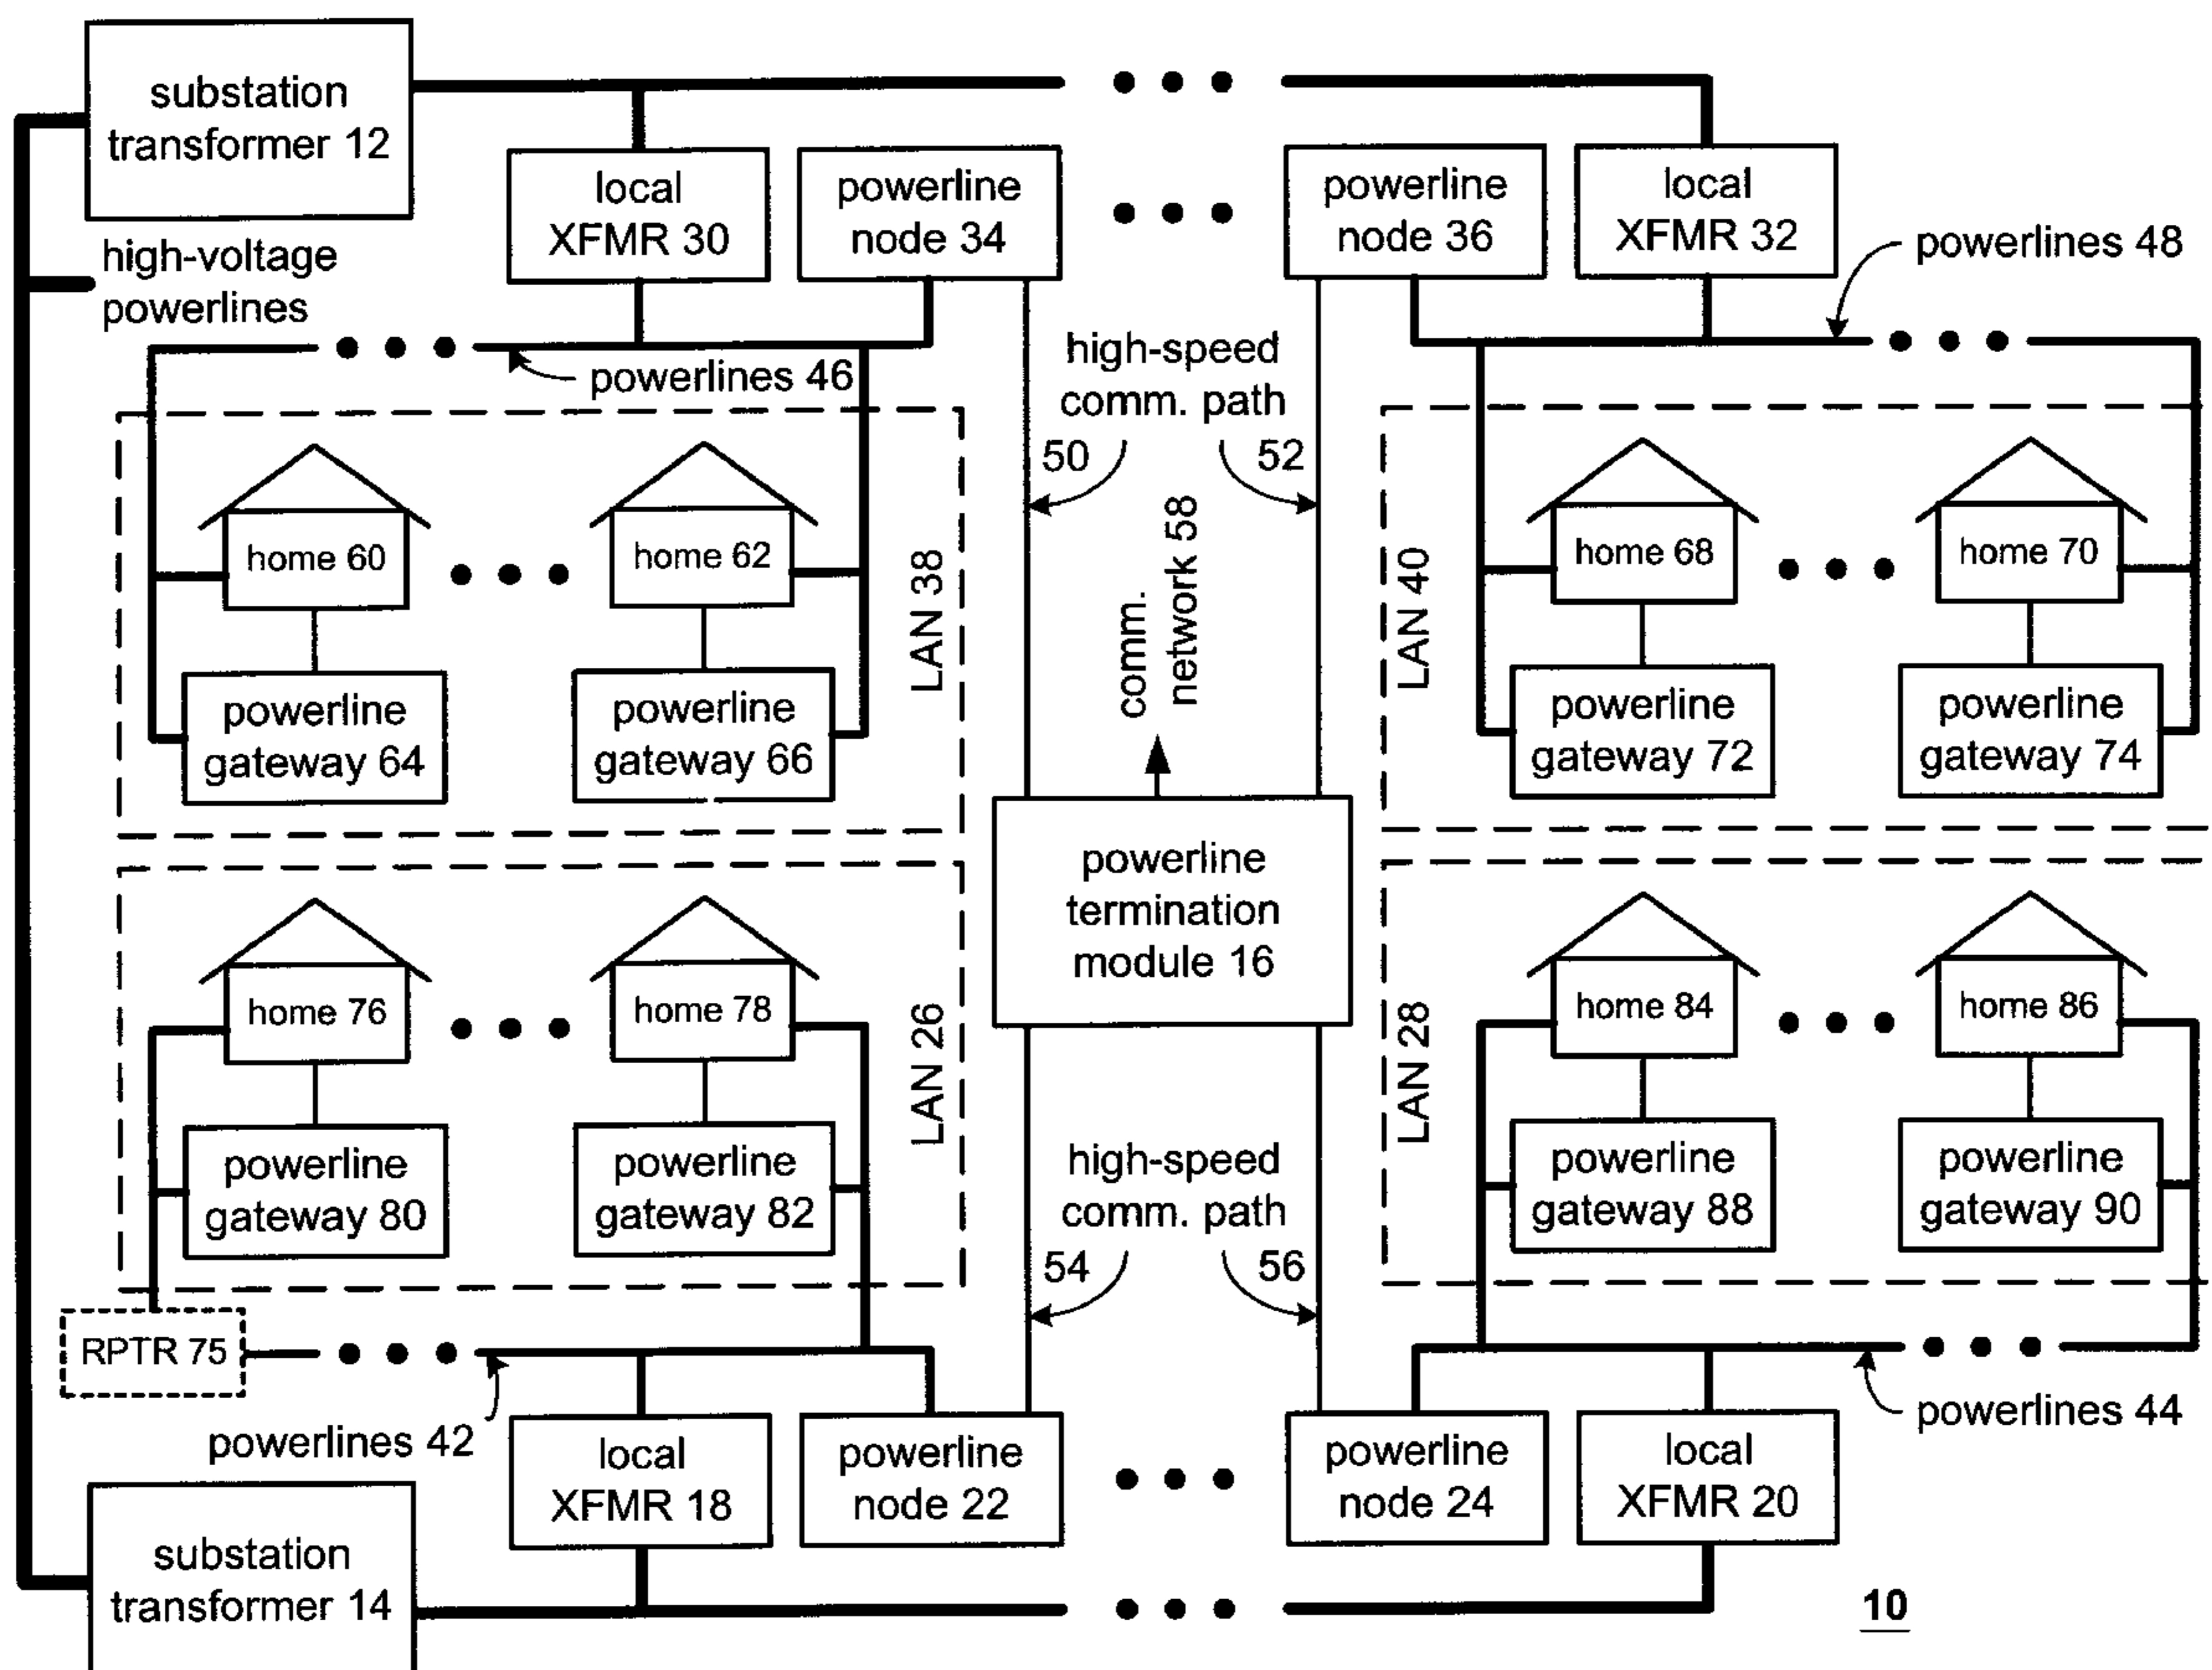 substation
transformer 12
high-voltage
powerlines
local
XFMR 30
powerline
node 34
powerline
node 36
local
XFMR 32
powerlines 48
powerlines 46
high-speed
comm. path
50
52
home 60
home 62
LAN 38
comm.
network 58
LAN 40
home 68
home 70
powerline
gateway 64
powerline
gateway 66
powerline
gateway 72
powerline
gateway 74
powerline
termination
module 16
home 76
home 78
LAN 26
LAN 28
home 84
home 86
powerline
gateway 80
powerline
gateway 82
high-speed
comm. path
54
56
powerline
gateway 88
powerline
gateway 90
RPTR 75
powerlines 42
powerlines 44
local
XFMR 18
powerline
node 22
powerline
node 24
local
XFMR 20
substation
transformer 14
10